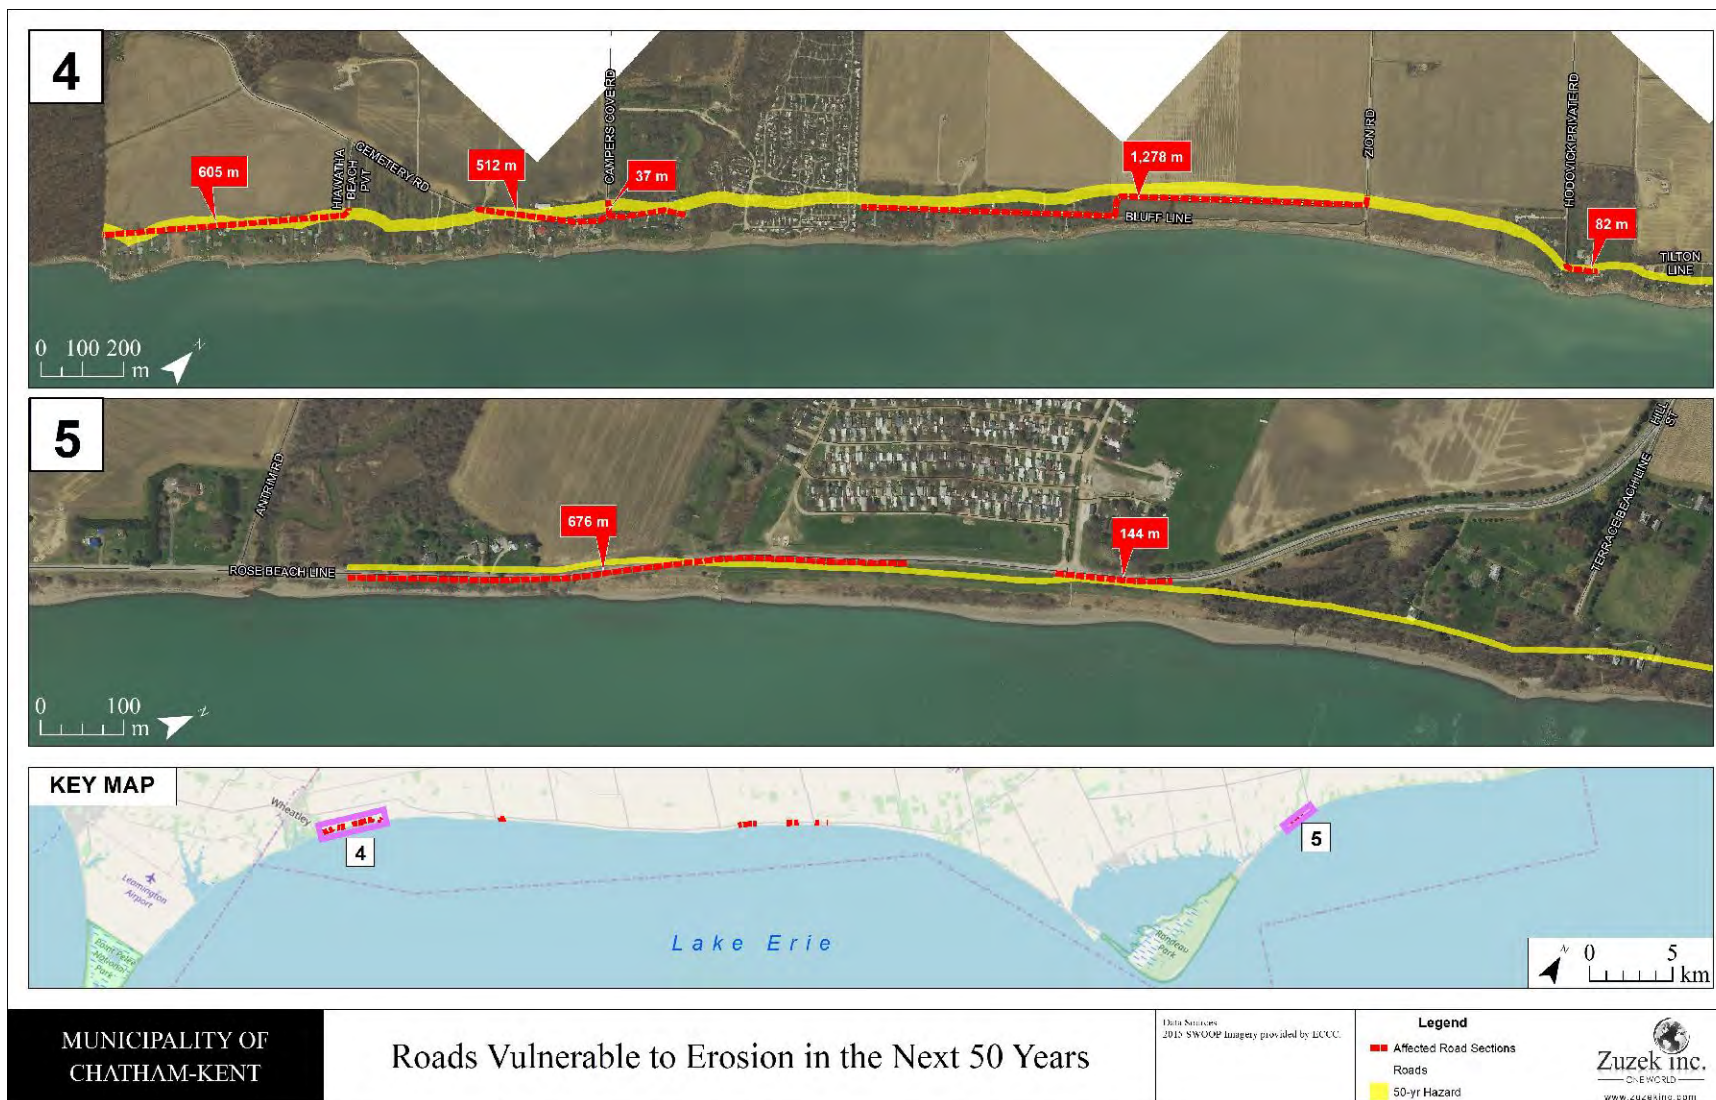 4
605 m
HIAWATHA
BEACH
PVT
CEMETERY RD
512 m
CAMPERS COVE RD
37 m
1,278 m
BLUFF LINE
ZION RD
HODOVICK PRIVATE RD
82 m
TILTON
LINE
0 100 200
m
N
5
ANTRIM RD
ROSE BEACH LINE
676 m
144 m
TERRACE BEACH LINE
HILL
ST
0 100
m
N
KEY MAP
Wheatley
4
Leamington
Airport
Point Pelee
National
Park
Lake Erie
Rondeau
Park
5
N
0 5
km
MUNICIPALITY OF
CHATHAM-KENT
Roads Vulnerable to Erosion in the Next 50 Years
Data Sources
2015 SWOOP Imagery provided by ECCC.
Legend
Affected Road Sections
Roads
50-yr Hazard
Zuzek inc.
ONE WORLD
www.zuzekinc.com